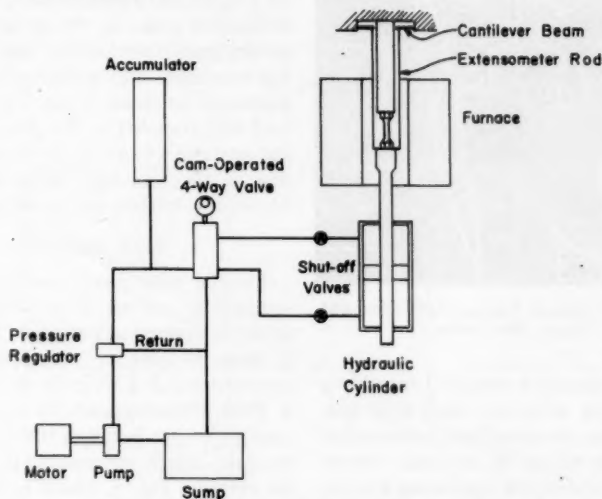 Cantilever Beam
Extensometer Rod
Accumulator
Furnace
Cam-Operated
4-Way Valve
Shut-off
Valves
Pressure
Regulator
Return
Hydraulic
Cylinder
Motor
Pump
Sump